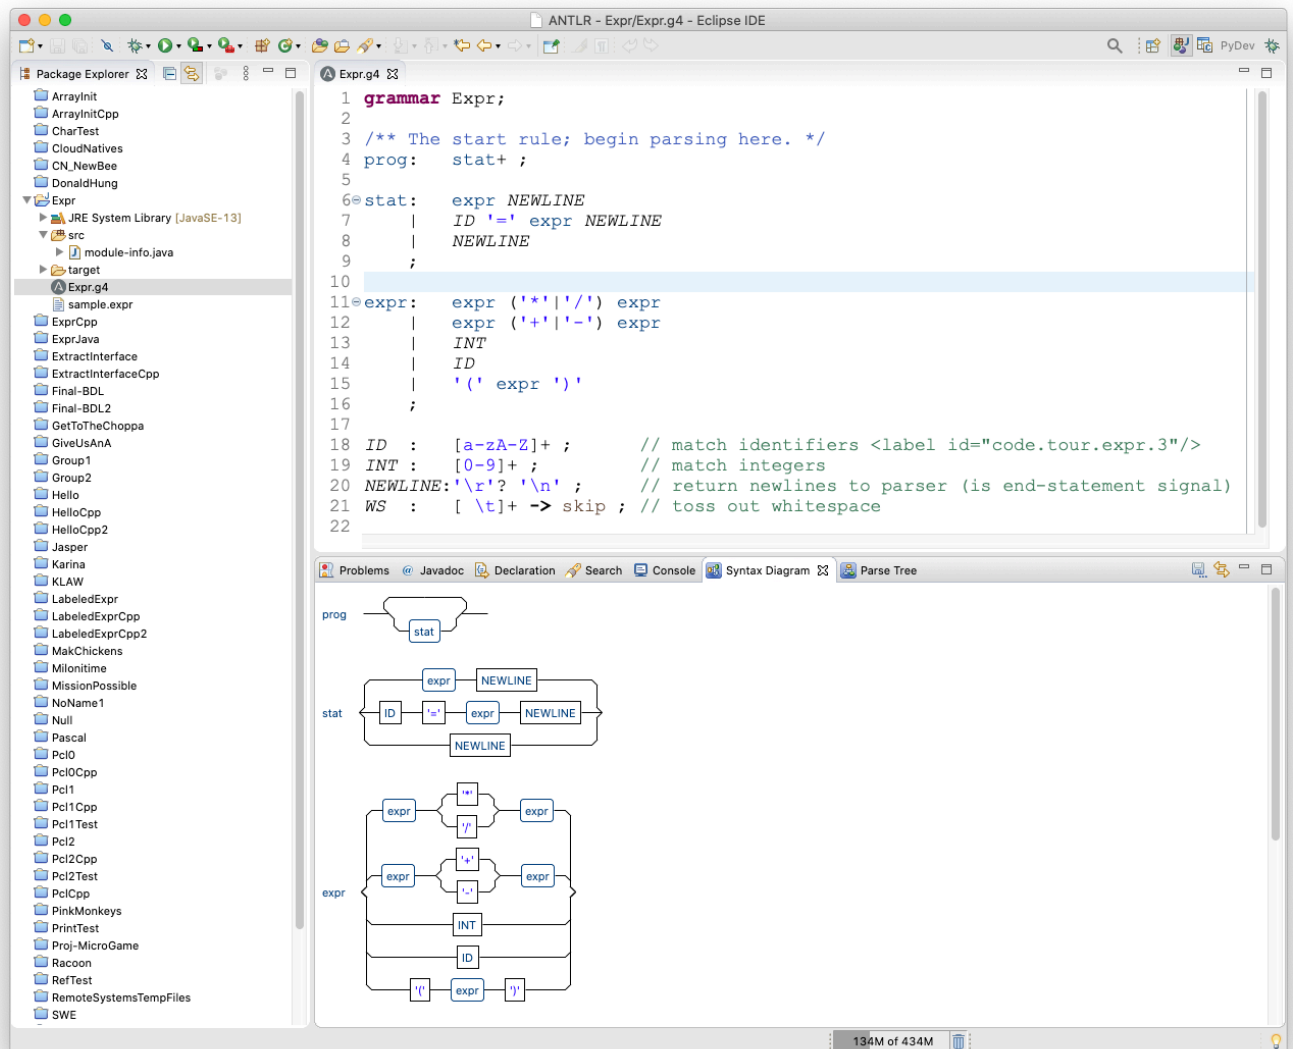 ANTLR - Expr/Expr.g4 - Eclipse IDE
PyDev
Package Explorer
ArrayInit
ArrayInitCpp
CharTest
CloudNatives
CN_NewBee
DonaldHung
Expr
JRE System Library [JavaSE-13]
src
module-info.java
target
Expr.g4
sample.expr
ExprCpp
ExprJava
ExtractInterface
ExtractInterfaceCpp
Final-BDL
Final-BDL2
GetToTheChoppa
GiveUsAnA
Group1
Group2
Hello
HelloCpp
HelloCpp2
Jasper
Karina
KLAW
LabeledExpr
LabeledExprCpp
LabeledExprCpp2
MakChickens
Milonitime
MissionPossible
NoName1
Null
Pascal
Pcl0
Pcl0Cpp
Pcl1
Pcl1Cpp
Pcl1Test
Pcl2
Pcl2Cpp
Pcl2Test
PclCpp
PinkMonkeys
PrintTest
Proj-MicroGame
Racoon
RefTest
RemoteSystemsTempFiles
SWE
Expr.g4
1 grammar Expr;
2
3 /** The start rule; begin parsing here. */
4 prog:   stat+ ;
5
6 stat:   expr NEWLINE
7     |   ID '=' expr NEWLINE
8     |   NEWLINE
9     ;
10
11 expr:   expr ('*'|'/') expr
12     |   expr ('+'|'-') expr
13     |   INT
14     |   ID
15     |   '(' expr ')'
16     ;
17
18 ID  :   [a-zA-Z]+ ;      // match identifiers <label id="code.tour.expr.3"/>
19 INT :   [0-9]+ ;         // match integers
20 NEWLINE:'\r'? '\n' ;     // return newlines to parser (is end-statement signal)
21 WS  :   [ \t]+ -> skip ; // toss out whitespace
22
Problems @ Javadoc Declaration Search Console Syntax Diagram Parse Tree
prog
stat
expr NEWLINE
stat ID '=' expr NEWLINE
NEWLINE
'*'
expr expr
'/'
'+'
expr expr
'-'
expr
INT
ID
'(' expr ')'
134M of 434M